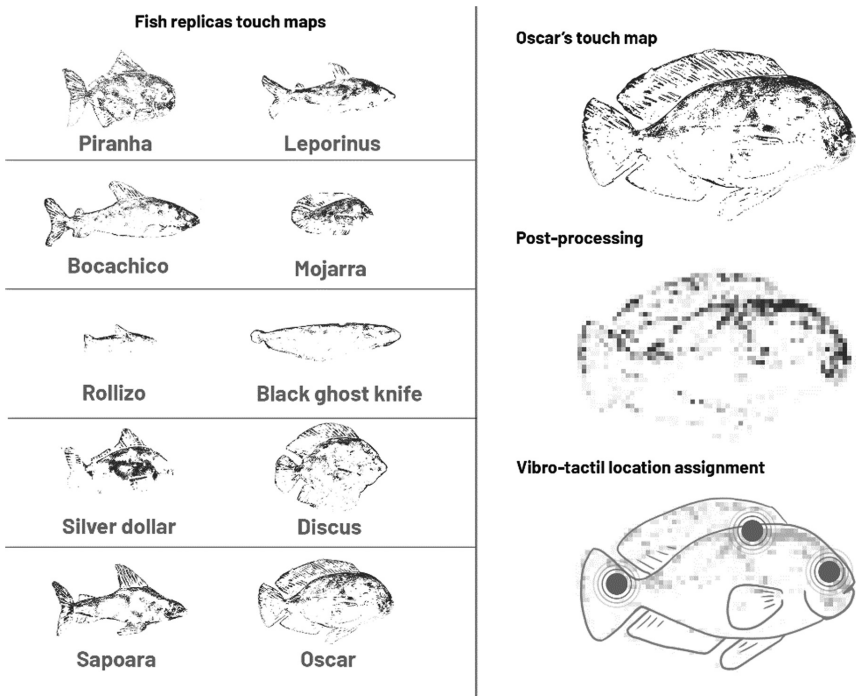 Fish replicas touch maps
Piranha
Leporinus
Bocachico
Mojarra
Rollizo
Black ghost knife
Silver dollar
Discus
Sapoara
Oscar
Oscar's touch map
Post-processing
Vibro-tactil location assignment